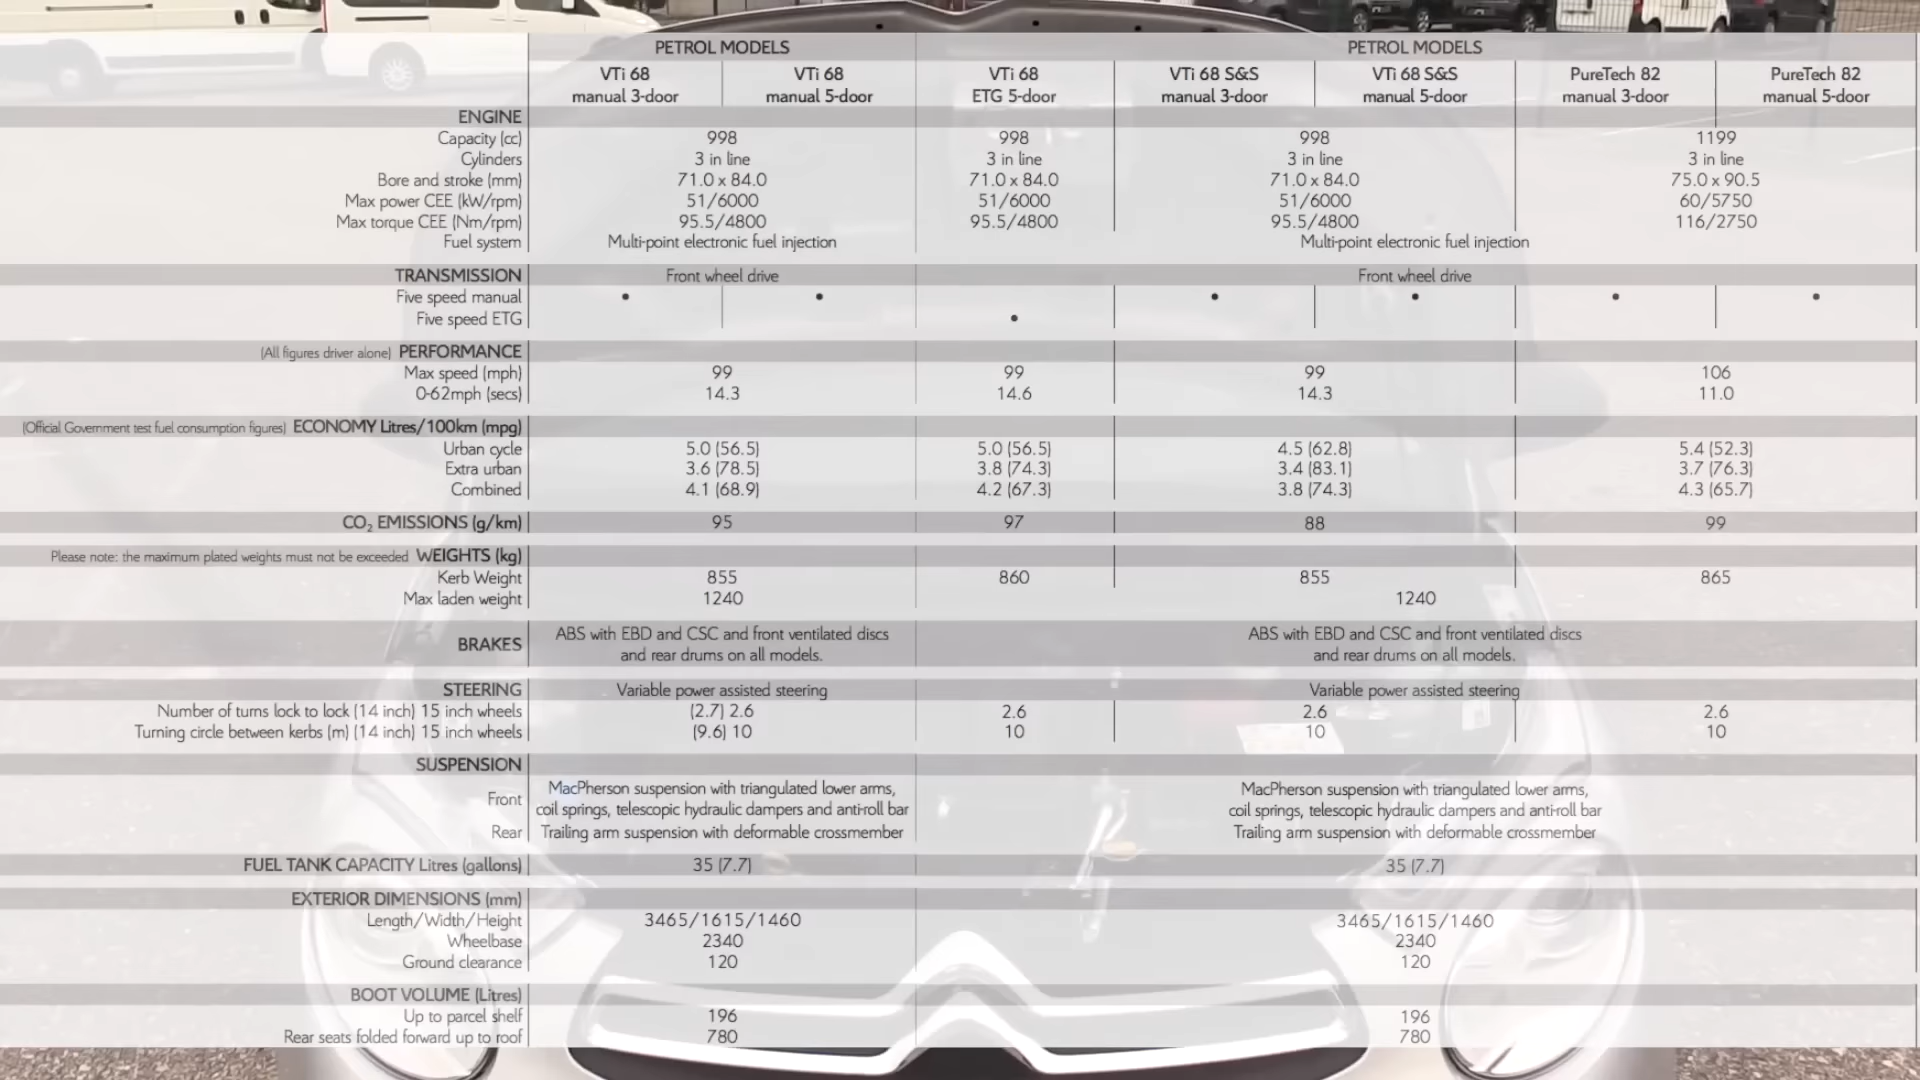 PETROL MODELS PETROL MODELS
VTi 68 VTi 68 VTi 68 VTi 68 S&S VTi 68 S&S PureTech 82 PureTech 82
manual 3-door manual 5-door ETG 5-door manual 3-door manual 5-door manual 3-door manual 5-door
ENGINE
Capacity (cc) 998 998 998 1199
Cylinders 3 in line 3 in line 3 in line 3 in line
Bore and stroke (mm) 71.0 x 84.0 71.0 x 84.0 71.0 x 84.0 75.0 x 90.5
Max power CEE (kW/rpm) 51/6000 51/6000 51/6000 60/5750
Max torque CEE (Nm/rpm) 95.5/4800 95.5/4800 95.5/4800 116/2750
Fuel system Multi-point electronic fuel injection Multi-point electronic fuel injection
TRANSMISSION Front wheel drive Front wheel drive
Five speed manual • • • • • •
Five speed ETG •
(All figures driver alone) PERFORMANCE
Max speed (mph) 99 99 99 106
0-62mph (secs) 14.3 14.6 14.3 11.0
(Official Government test fuel consumption figures) ECONOMY Litres/100km (mpg)
Urban cycle 5.0 (56.5) 5.0 (56.5) 4.5 (62.8) 5.4 (52.3)
Extra urban 3.6 (78.5) 3.8 (74.3) 3.4 (83.1) 3.7 (76.3)
Combined 4.1 (68.9) 4.2 (67.3) 3.8 (74.3) 4.3 (65.7)
CO₂ EMISSIONS (g/km) 95 97 88 99
Please note: the maximum plated weights must not be exceeded WEIGHTS (kg)
Kerb Weight 855 860 855 865
Max laden weight 1240 1240
BRAKES ABS with EBD and CSC and front ventilated discs ABS with EBD and CSC and front ventilated discs
and rear drums on all models. and rear drums on all models.
STEERING Variable power assisted steering Variable power assisted steering
Number of turns lock to lock (14 inch) 15 inch wheels (2.7) 2.6 2.6 2.6 2.6
Turning circle between kerbs (m) (14 inch) 15 inch wheels (9.6) 10 10 10 10
SUSPENSION
Front MacPherson suspension with triangulated lower arms, MacPherson suspension with triangulated lower arms,
coil springs, telescopic hydraulic dampers and anti-roll bar coil springs, telescopic hydraulic dampers and anti-roll bar
Rear Trailing arm suspension with deformable crossmember Trailing arm suspension with deformable crossmember
FUEL TANK CAPACITY Litres (gallons) 35 (7.7) 35 (7.7)
EXTERIOR DIMENSIONS (mm)
Length/Width/Height 3465/1615/1460 3465/1615/1460
Wheelbase 2340 2340
Ground clearance 120 120
BOOT VOLUME (Litres)
Up to parcel shelf 196 196
Rear seats folded forward up to roof 780 780